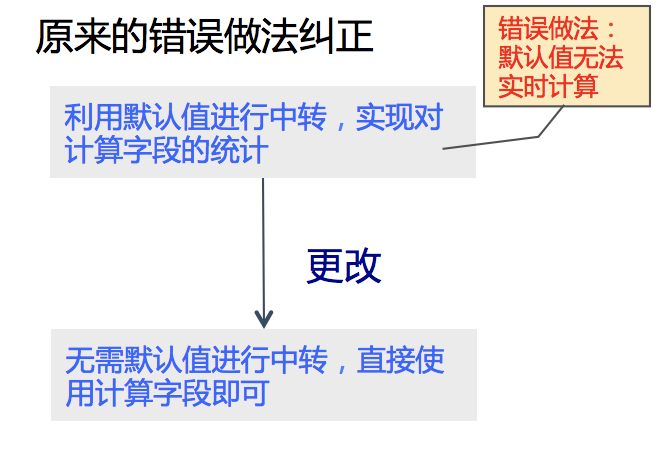 原来的错误做法纠正
错误做法：
默认值无法
实时计算
利用默认值进行中转，实现对
计算字段的统计
更改
无需默认值进行中转，直接使
用计算字段即可